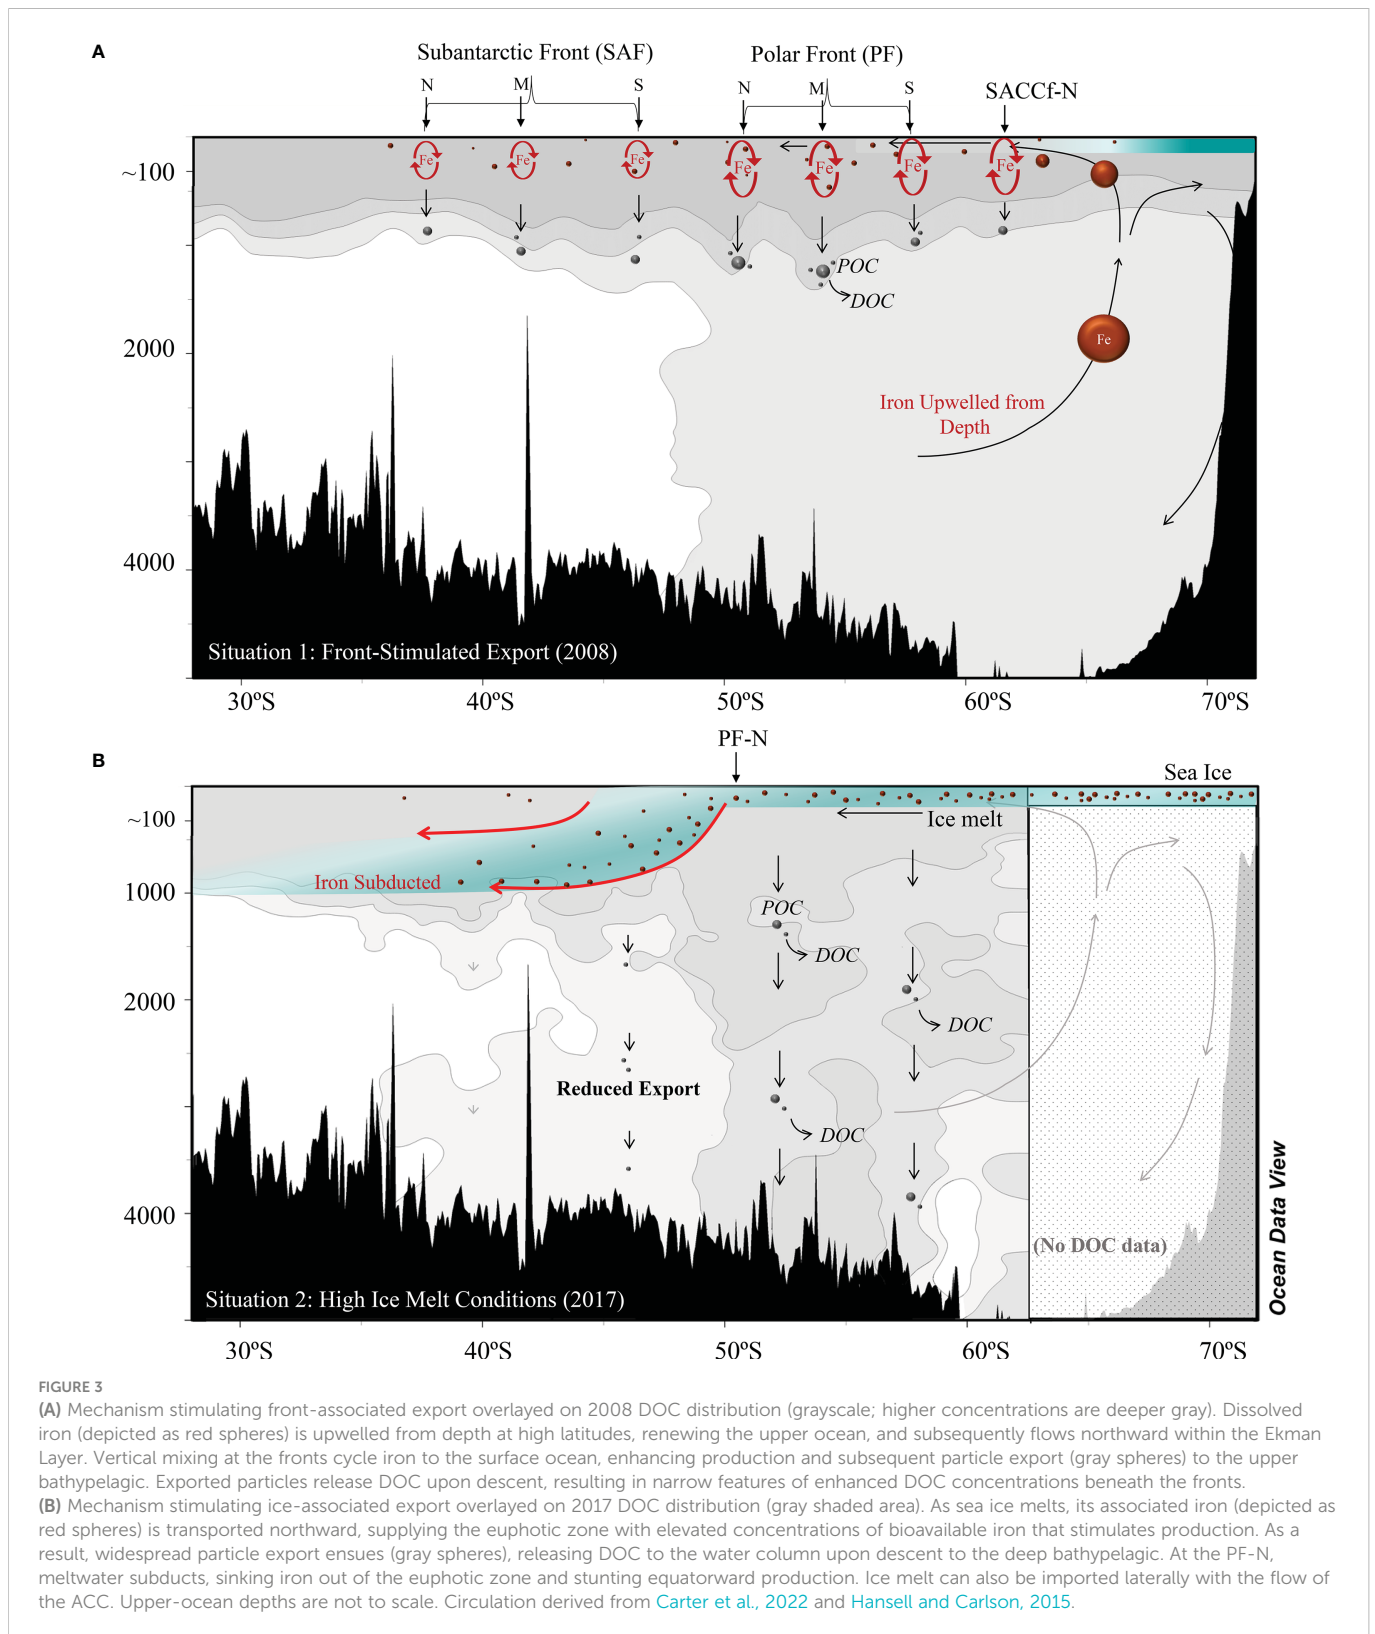 A
Subantarctic Front (SAF)
Polar Front (PF)
N
M
S
N
M
S
SACCf-N
Fe
Fe
Fe
Fe
Fe
Fe
Fe
~100
POC
DOC
2000
Fe
Iron Upwelled from
Depth
4000
Situation 1: Front-Stimulated Export (2008)
30ºS
40ºS
50ºS
60ºS
70ºS
B
PF-N
Sea Ice
~100
Ice melt
Iron Subducted
1000
POC
DOC
2000
DOC
Reduced Export
DOC
4000
(No DOC data)
Ocean Data View
Situation 2: High Ice Melt Conditions (2017)
30ºS
40ºS
50ºS
60ºS
70ºS
FIGURE 3
(A) Mechanism stimulating front-associated export overlayed on 2008 DOC distribution (grayscale; higher concentrations are deeper gray). Dissolved
iron (depicted as red spheres) is upwelled from depth at high latitudes, renewing the upper ocean, and subsequently flows northward within the Ekman
Layer. Vertical mixing at the fronts cycle iron to the surface ocean, enhancing production and subsequent particle export (gray spheres) to the upper
bathypelagic. Exported particles release DOC upon descent, resulting in narrow features of enhanced DOC concentrations beneath the fronts.
(B) Mechanism stimulating ice-associated export overlayed on 2017 DOC distribution (gray shaded area). As sea ice melts, its associated iron (depicted as
red spheres) is transported northward, supplying the euphotic zone with elevated concentrations of bioavailable iron that stimulates production. As a
result, widespread particle export ensues (gray spheres), releasing DOC to the water column upon descent to the deep bathypelagic. At the PF-N,
meltwater subducts, sinking iron out of the euphotic zone and stunting equatorward production. Ice melt can also be imported laterally with the flow of
the ACC. Upper-ocean depths are not to scale. Circulation derived from Carter et al., 2022 and Hansell and Carlson, 2015.